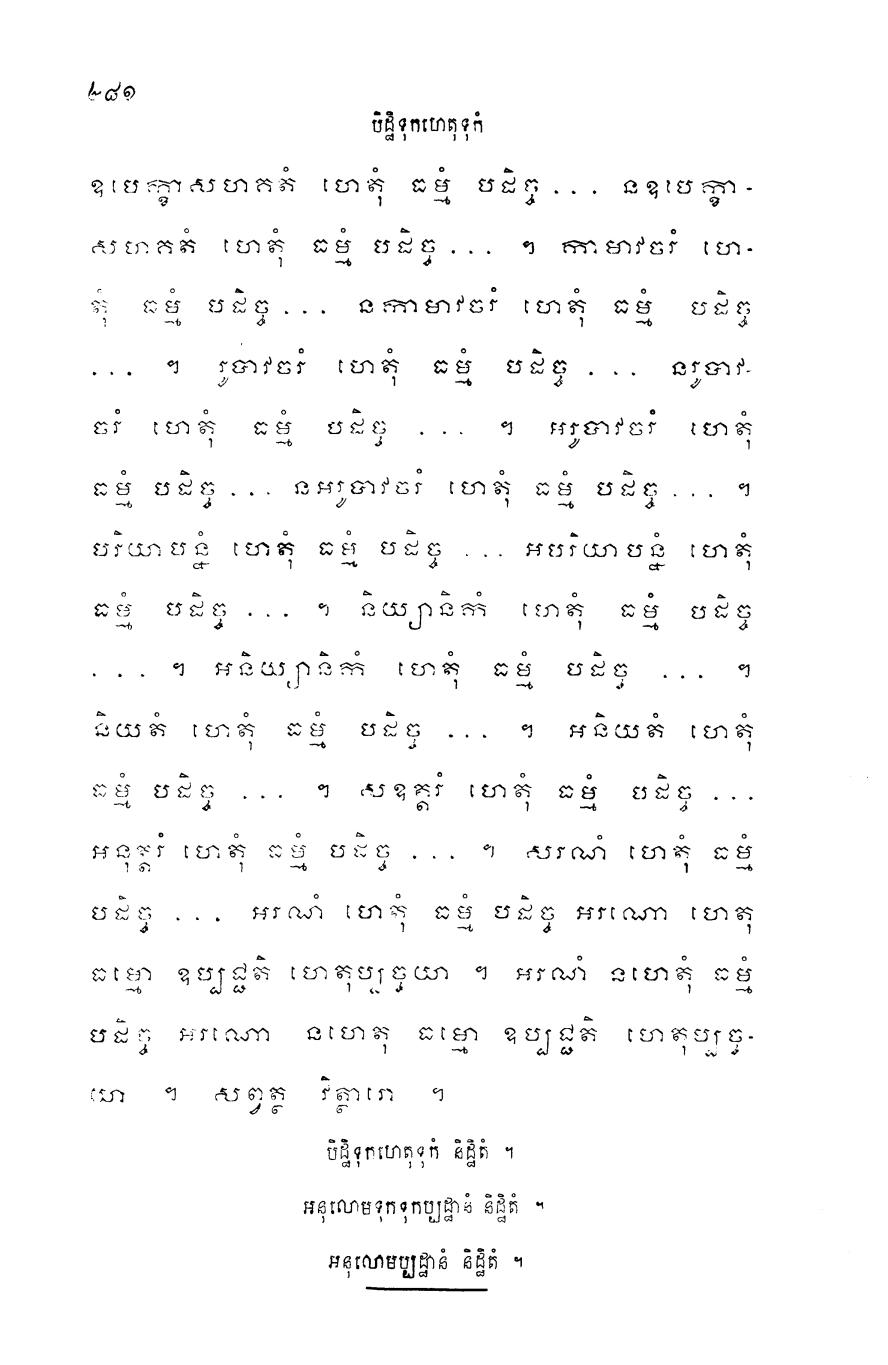 ៤៨១
បិដ្ឋិទុកហេតុទុកំ
ឧបេក្ខាសហគតំ ហេតុំ ធម្មំ បដិច្ច ... នឧបេក្ខា-
សហគតំ ហេតុំ ធម្មំ បដិច្ច ... ។ កាមាវចរំ ហេ-
តុំ ធម្មំ បដិច្ច ... នកាមាវចរំ ហេតុំ ធម្មំ បដិច្ច
... ។ រូបាវចរំ ហេតុំ ធម្មំ បដិច្ច ... នរូបាវ-
ចរំ ហេតុំ ធម្មំ បដិច្ច ... ។ អរូបាវចរំ ហេតុំ
ធម្មំ បដិច្ច ... នអរូបាវចរំ ហេតុំ ធម្មំ បដិច្ច ... ។
បរិយាបន្នំ ហេតុំ ធម្មំ បដិច្ច ... អបរិយាបន្នំ ហេតុំ
ធម្មំ បដិច្ច ... ។ និយ្យានិកំ ហេតុំ ធម្មំ បដិច្ច
... ។ អនិយ្យានិកំ ហេតុំ ធម្មំ បដិច្ច ... ។
និយតំ ហេតុំ ធម្មំ បដិច្ច ... ។ អនិយតំ ហេតុំ
ធម្មំ បដិច្ច ... ។ សឧត្តរំ ហេតុំ ធម្មំ បដិច្ច ...
អនុត្តរំ ហេតុំ ធម្មំ បដិច្ច ... ។ សរណំ ហេតុំ ធម្មំ
បដិច្ច ... អរណំ ហេតុំ ធម្មំ បដិច្ច អរណោ ហេតុ
ធម្មោ ឧប្បជ្ជតិ ហេតុប្បច្ចយា ។ អរណំ នហេតុំ ធម្មំ
បដិច្ច អរណោ នហេតុ ធម្មោ ឧប្បជ្ជតិ ហេតុប្បច្ច-
យោ ។ សព្វត្ថ វិត្ថារោ ។
បិដ្ឋិទុកហេតុទុកំ និដ្ឋិតំ ។
អនុលោមទុកទុកប្បដ្ឋានំ និដ្ឋិតំ ។
អនុលោមប្បដ្ឋានំ និដ្ឋិតំ ។